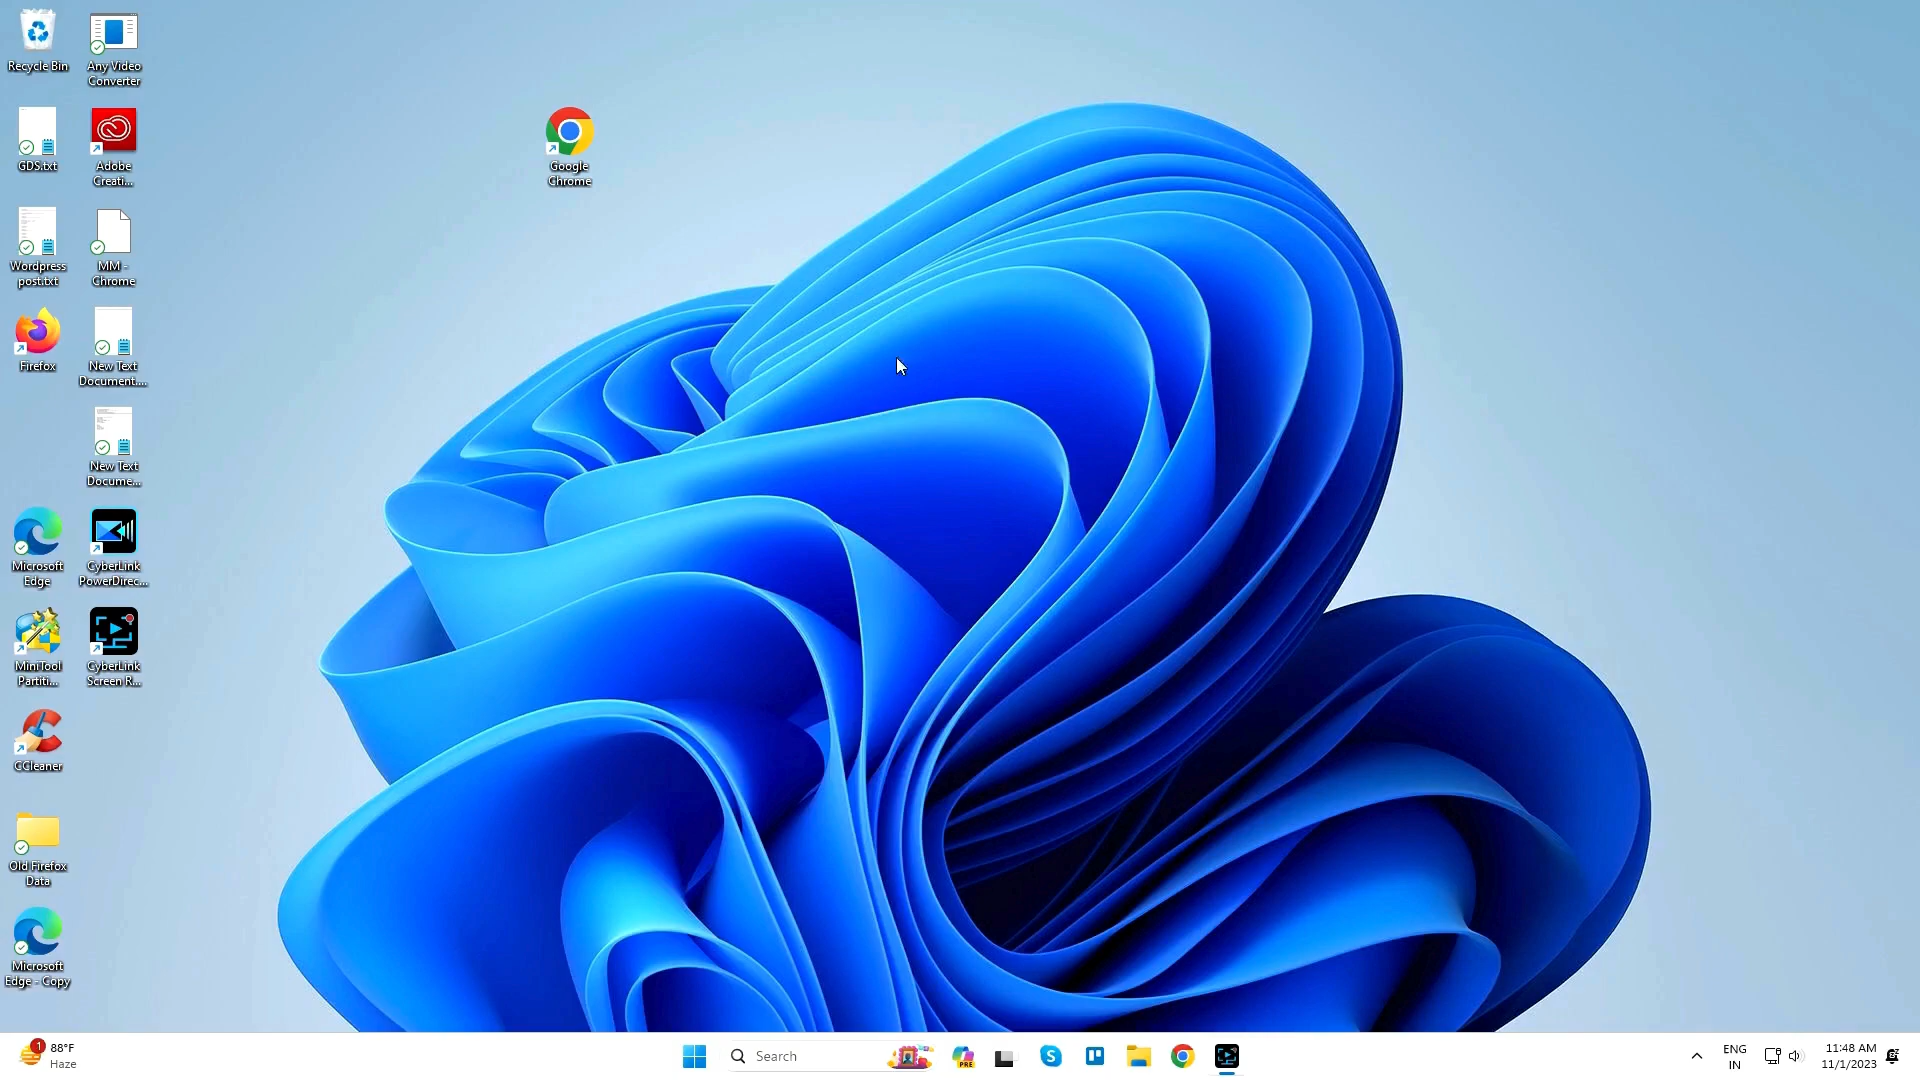 Recycle Bin
Any Video
Converter
GDS.txt
Adobe
Creati...
Google
Chrome
Wordpress
post.txt
MM -
Chrome
Firefox
New Text
Document....
New Text
Docume...
Microsoft
Edge
CyberLink
PowerDirec...
MiniTool
Partiti...
CyberLink
Screen R...
CCleaner
Old Firefox
Data
Microsoft
Edge - Copy
1
88°F
Haze
Search
PRE
ENG
IN
11:48 AM
11/1/2023